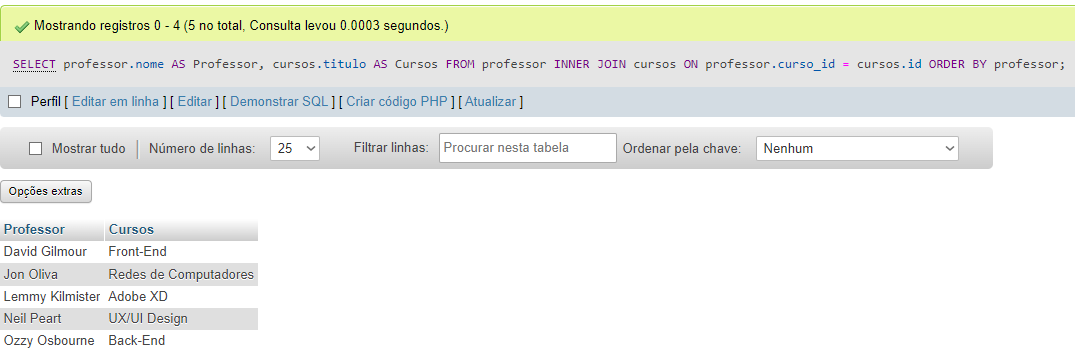 Mostrando registros 0 - 4 (5 no total, Consulta levou 0.0003 segundos.)
SELECT professor.nome AS Professor, cursos.titulo AS Cursos FROM professor INNER JOIN cursos ON professor.curso_id = cursos.id ORDER BY professor;
Perfil [ Editar em linha ] [ Editar ] [ Demonstrar SQL ] [ Criar código PHP ] [ Atualizar ]
Mostrar tudo | Número de linhas: 25 Filtrar linhas: Procurar nesta tabela Ordenar pela chave: Nenhum
Opções extras
Professor Cursos
David Gilmour Front-End
Jon Oliva Redes de Computadores
Lemmy Kilmister Adobe XD
Neil Peart UX/UI Design
Ozzy Osbourne Back-End